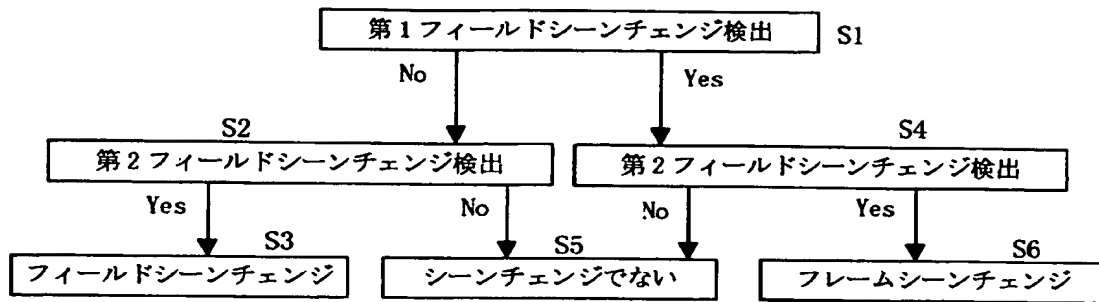 第1フィールドシーンチェンジ検出 S1
No Yes
S2 S4
第2フィールドシーンチェンジ検出 第2フィールドシーンチェンジ検出
Yes No No Yes
S3 S5 S6
フィールドシーンチェンジ シーンチェンジでない フレームシーンチェンジ